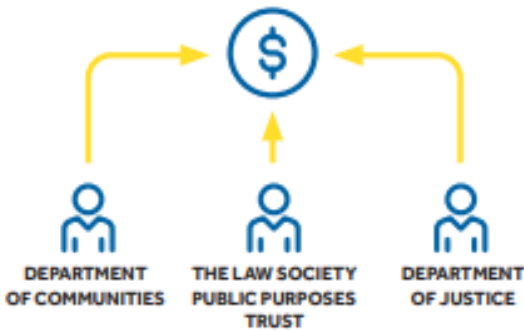 $
DEPARTMENT
OF COMMUNITIES
THE LAW SOCIETY
PUBLIC PURPOSES
TRUST
DEPARTMENT
OF JUSTICE